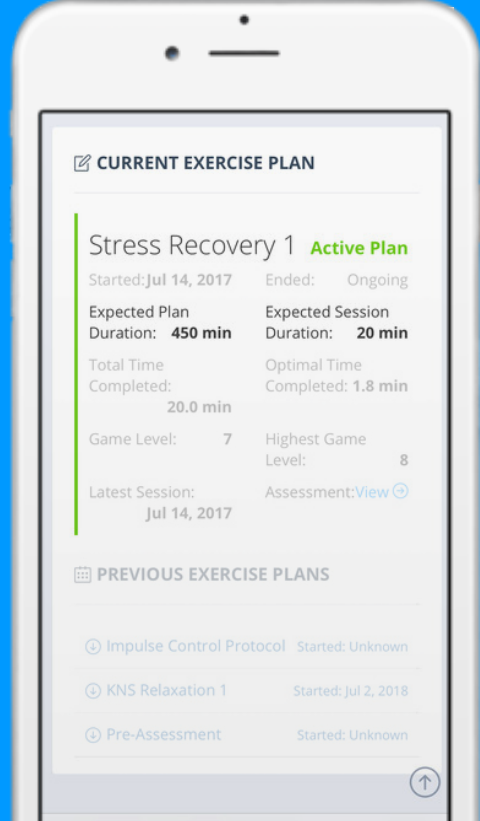 CURRENT EXERCISE PLAN
Stress Recovery 1 Active Plan
Started: Jul 14, 2017 Ended: Ongoing
Expected Plan Expected Session
Duration: 450 min Duration: 20 min
Total Time Optimal Time
Completed: Completed: 1.8 min
20.0 min
Game Level: 7 Highest Game
Level: 8
Latest Session: Assessment: View
Jul 14, 2017
PREVIOUS EXERCISE PLANS
Impulse Control Protocol Started: Unknown
KNS Relaxation 1 Started: Jul 2, 2018
Pre-Assessment Started: Unknown